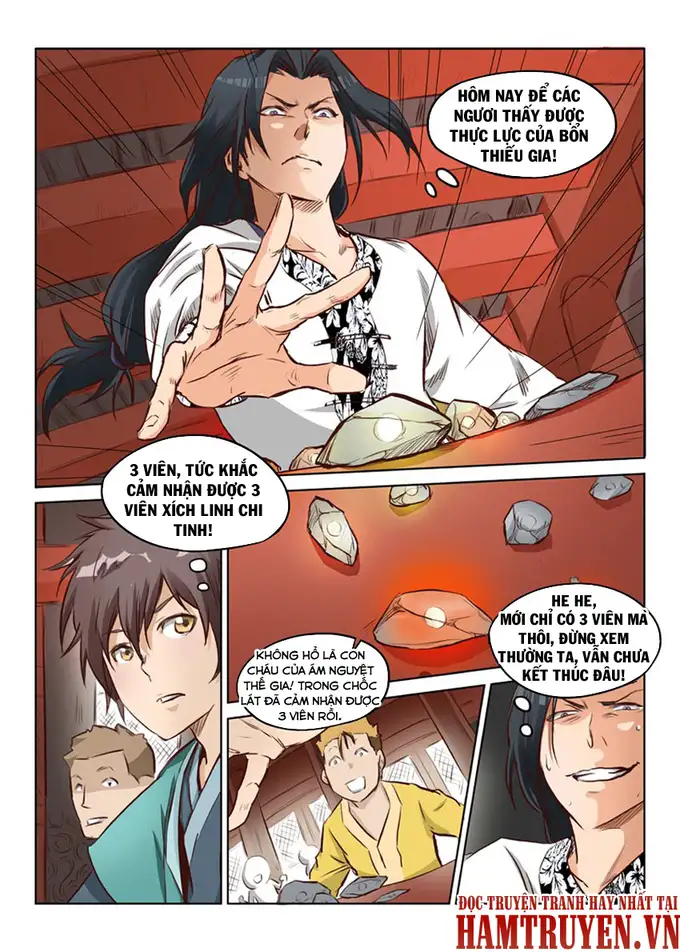 HÔM NAY ĐỂ CÁC
NGƯƠI THẤY ĐƯỢC
THỰC LỰC CỦA BỔN
THIẾU GIA!
3 VIÊN, TỨC KHẮC
CẢM NHẬN ĐƯỢC 3
VIÊN XÍCH LINH CHI
TINH!
KHÔNG HỔ LÀ CON
CHÁU CỦA ÁM NGUYỆT
THẾ GIA! TRONG CHỐC
LÁT ĐÃ CẢM NHẬN ĐƯỢC
3 VIÊN RỒI.
HE HE,
MỚI CHỈ CÓ 3 VIÊN MÀ
THÔI, ĐỪNG XEM
THƯỜNG TA, VẪN CHƯA
KẾT THÚC ĐÂU!
ĐỌC TRUYỆN TRANH HAY NHẤT TẠI
HAMTRUYEN.VN